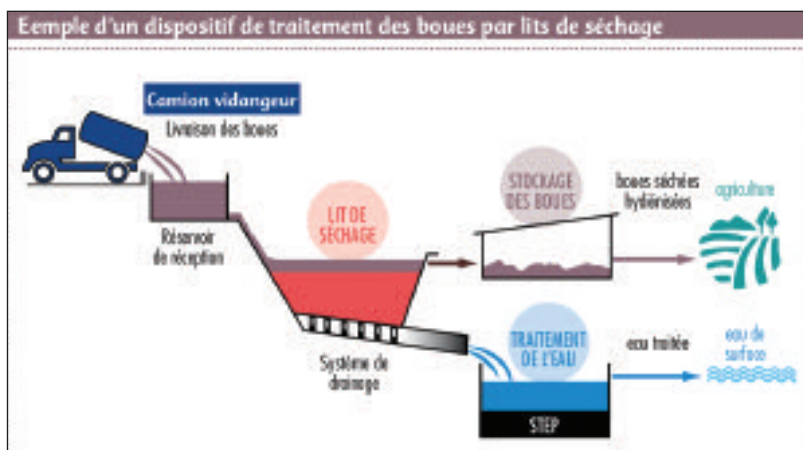 Eemple d'un dispositif de traitement des boues par lits de séchage
Camion vidangeur
Livraison des boues
Réservoir
de réception
LIT DE
SÉCHAGE
Système de
drainage
STOCKAGE
DES BOUES
boues séchées
hydiénisées
agriculture
TRAITEMENT
DE L'EAU
STEP
eau traitée
eau de
surface